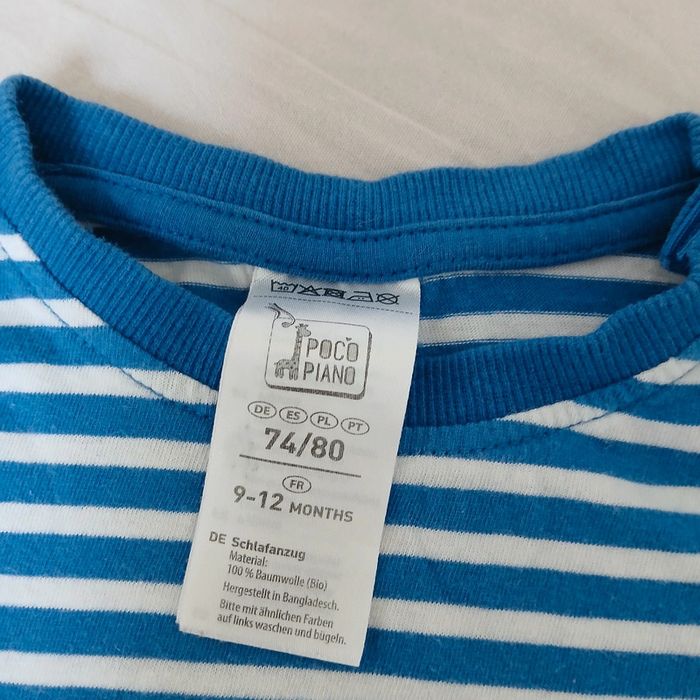 40
POCO
PIANO
DE ES PL PT
74/80
FR
9-12 MONTHS
DE Schlafanzug
Material:
100 % Baumwolle (Bio)
Hergestellt in Bangladesch.
Bitte mit ähnlichen Farben
auf links waschen und bügeln.